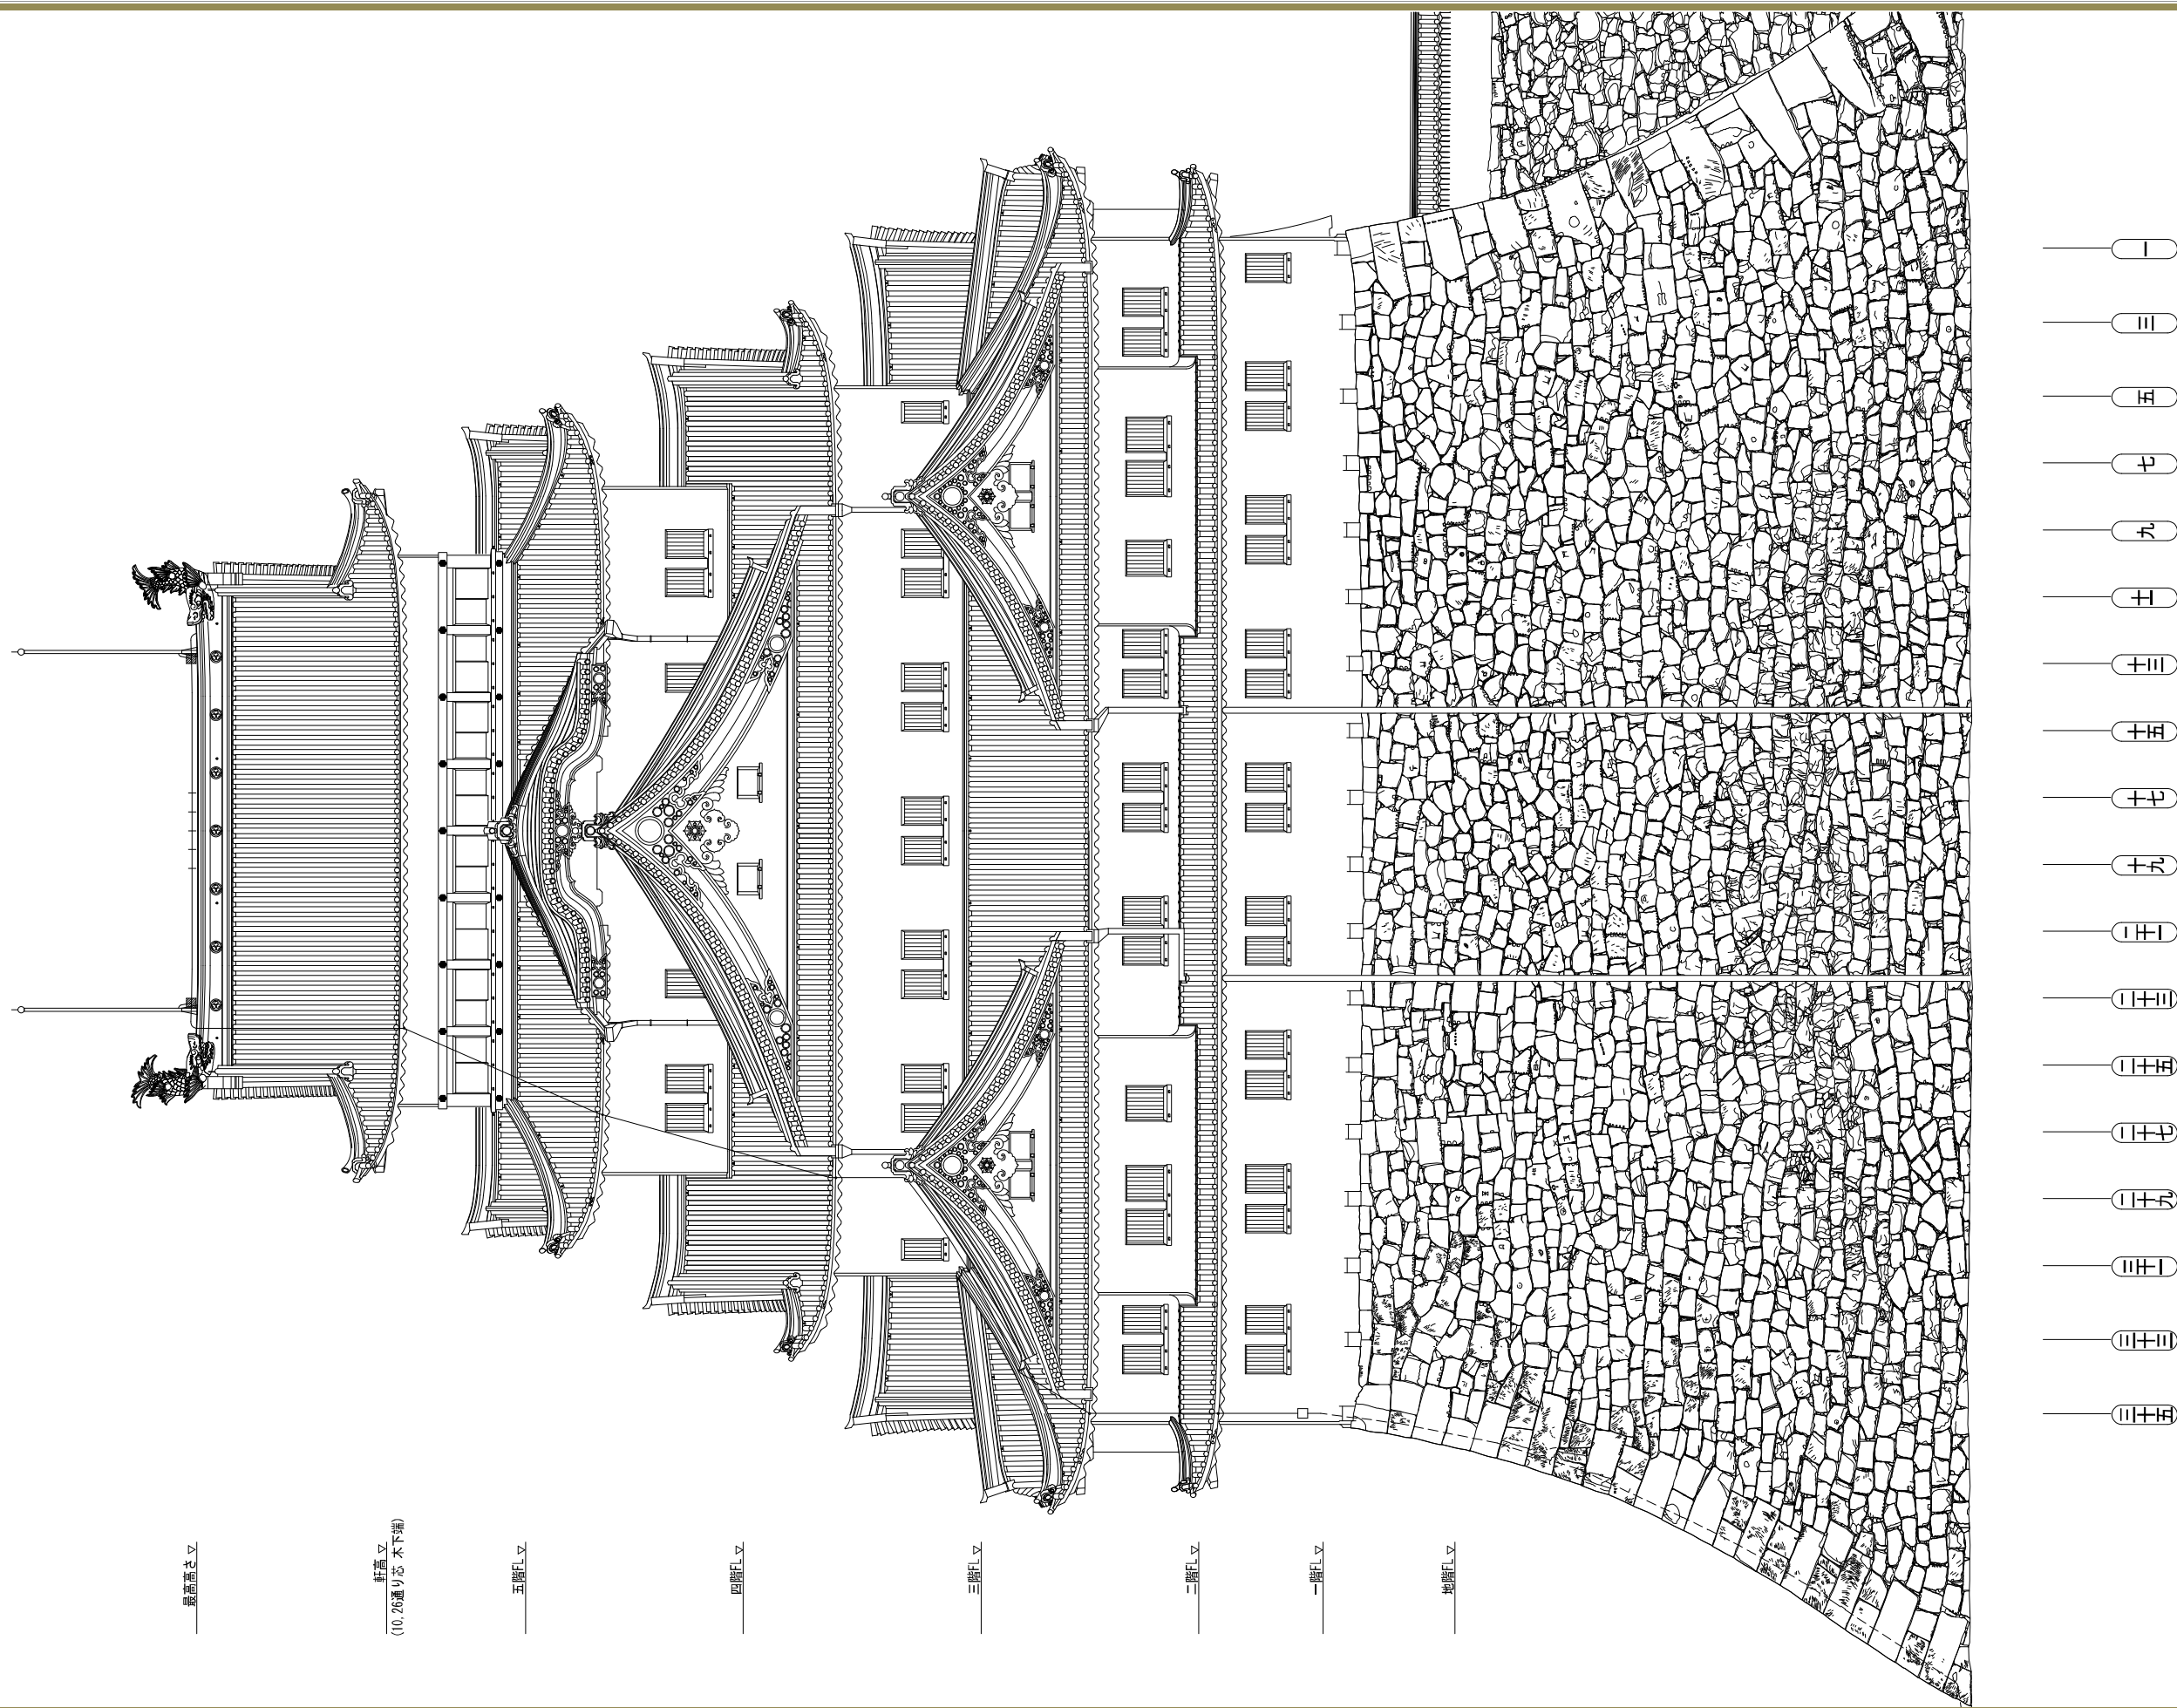 最高高さ▽
軒高▽
(10, 26通り芯 木下端)
五階FL▽
四階FL▽
三階FL▽
二階FL▽
一階FL▽
地階FL▽
三十五
三十三
三十一
二十九
二十七
二十五
二十三
二十一
十九
十七
十五
十三
十一
九
七
五
三
一